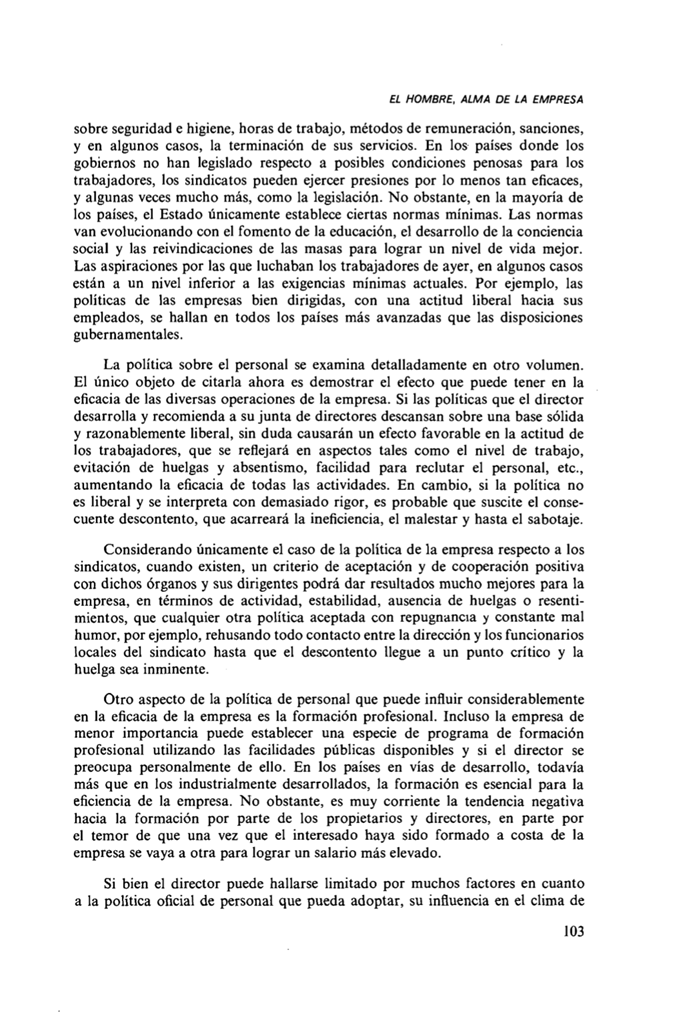 EL HOMBRE, ALMA DE LA EMPRESA
sobre seguridad e higiene, horas de trabajo, métodos de remuneración, sanciones,
y en algunos casos, la terminación de sus servicios. En los países donde los
gobiernos no han legislado respecto a posibles condiciones penosas para los
trabajadores, los sindicatos pueden ejercer presiones por lo menos tan eficaces,
y algunas veces mucho más, como la legislación. No obstante, en la mayoría de
los países, el Estado únicamente establece ciertas normas mínimas. Las normas
van evolucionando con el fomento de la educación, el desarrollo de la conciencia
social y las reivindicaciones de las masas para lograr un nivel de vida mejor.
Las aspiraciones por las que luchaban los trabajadores de ayer, en algunos casos
están a un nivel inferior a las exigencias mínimas actuales. Por ejemplo, las
políticas de las empresas bien dirigidas, con una actitud liberal hacia sus
empleados, se hallan en todos los países más avanzadas que las disposiciones
gubernamentales.
La política sobre el personal se examina detalladamente en otro volumen.
El único objeto de citarla ahora es demostrar el efecto que puede tener en la
eficacia de las diversas operaciones de la empresa. Si las políticas que el director
desarrolla y recomienda a su junta de directores descansan sobre una base sólida
y razonablemente liberal, sin duda causarán un efecto favorable en la actitud de
los trabajadores, que se reflejará en aspectos tales como el nivel de trabajo,
evitación de huelgas y absentismo, facilidad para reclutar el personal, etc.,
aumentando la eficacia de todas las actividades. En cambio, si la política no
es liberal y se interpreta con demasiado rigor, es probable que suscite el conse-
cuente descontento, que acarreará la ineficiencia, el malestar y hasta el sabotaje.
Considerando únicamente el caso de la política de la empresa respecto a los
sindicatos, cuando existen, un criterio de aceptación y de cooperación positiva
con dichos órganos y sus dirigentes podrá dar resultados mucho mejores para la
empresa, en términos de actividad, estabilidad, ausencia de huelgas o resenti-
mientos, que cualquier otra política aceptada con repugnancia y constante mal
humor, por ejemplo, rehusando todo contacto entre la dirección y los funcionarios
locales del sindicato hasta que el descontento llegue a un punto crítico y la
huelga sea inminente.
Otro aspecto de la política de personal que puede influir considerablemente
en la eficacia de la empresa es la formación profesional. Incluso la empresa de
menor importancia puede establecer una especie de programa de formación
profesional utilizando las facilidades públicas disponibles y si el director se
preocupa personalmente de ello. En los países en vías de desarrollo, todavía
más que en los industrialmente desarrollados, la formación es esencial para la
eficiencia de la empresa. No obstante, es muy corriente la tendencia negativa
hacia la formación por parte de los propietarios y directores, en parte por
el temor de que una vez que el interesado haya sido formado a costa de la
empresa se vaya a otra para lograr un salario más elevado.
Si bien el director puede hallarse limitado por muchos factores en cuanto
a la política oficial de personal que pueda adoptar, su influencia en el clima de
103